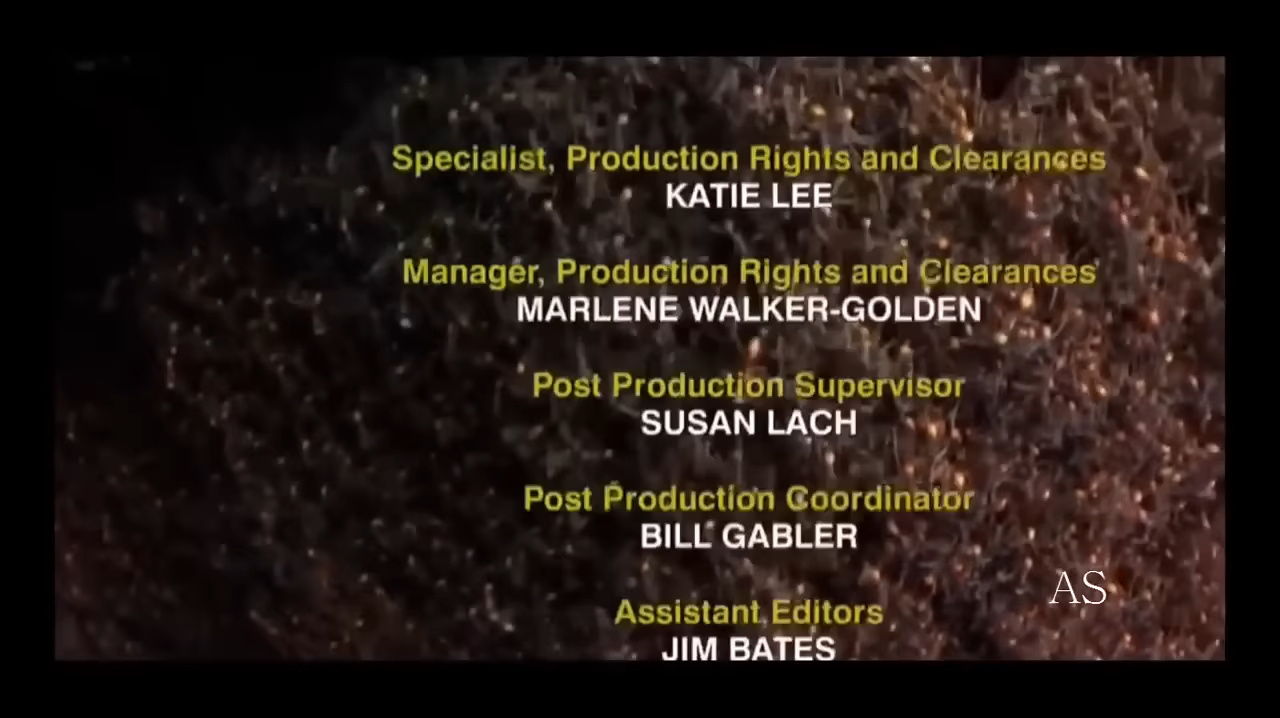 Specialist, Production Rights and Clearances
KATIE LEE
Manager, Production Rights and Clearances
MARLENE WALKER-GOLDEN
Post Production Supervisor
SUSAN LACH
Post Production Coordinator
BILL GABLER
AS
Assistant Editors
JIM BATES